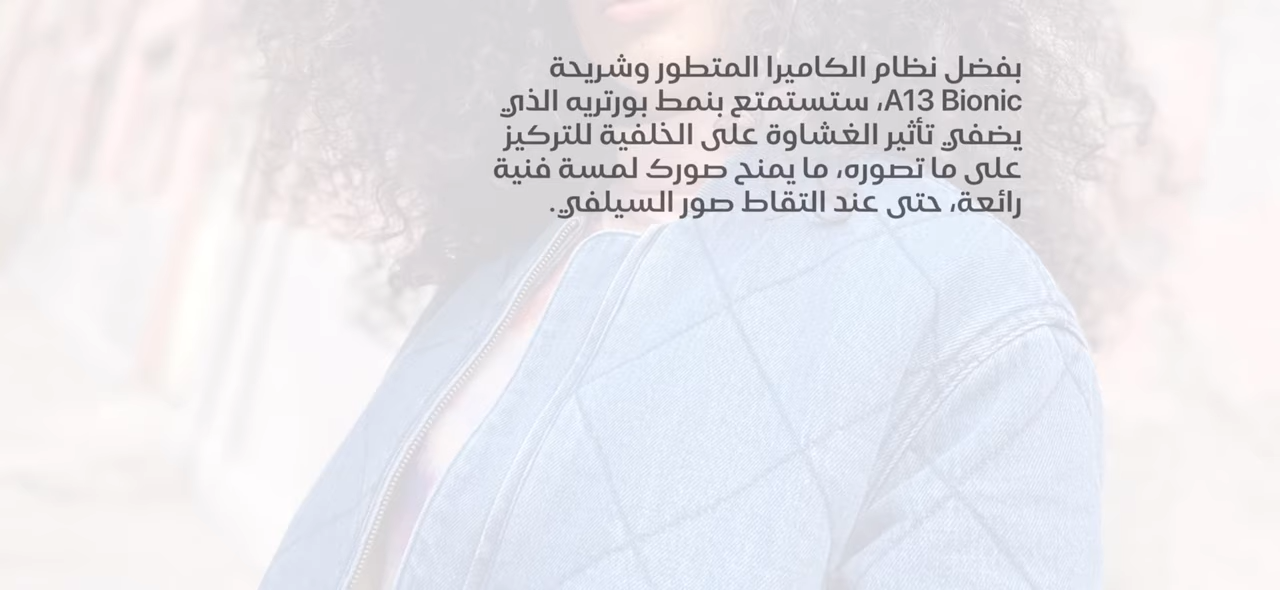 بفضل نظام الكاميرا المتطور وشريحة
A13 Bionic، ستستمتع بنمط بورتريه الذي
يضفي تأثير الغشاوة على الخلفية للتركيز
على ما تصوره، ما يمنح صورك لمسة فنية
رائعة، حتى عند التقاط صور السيلفي.